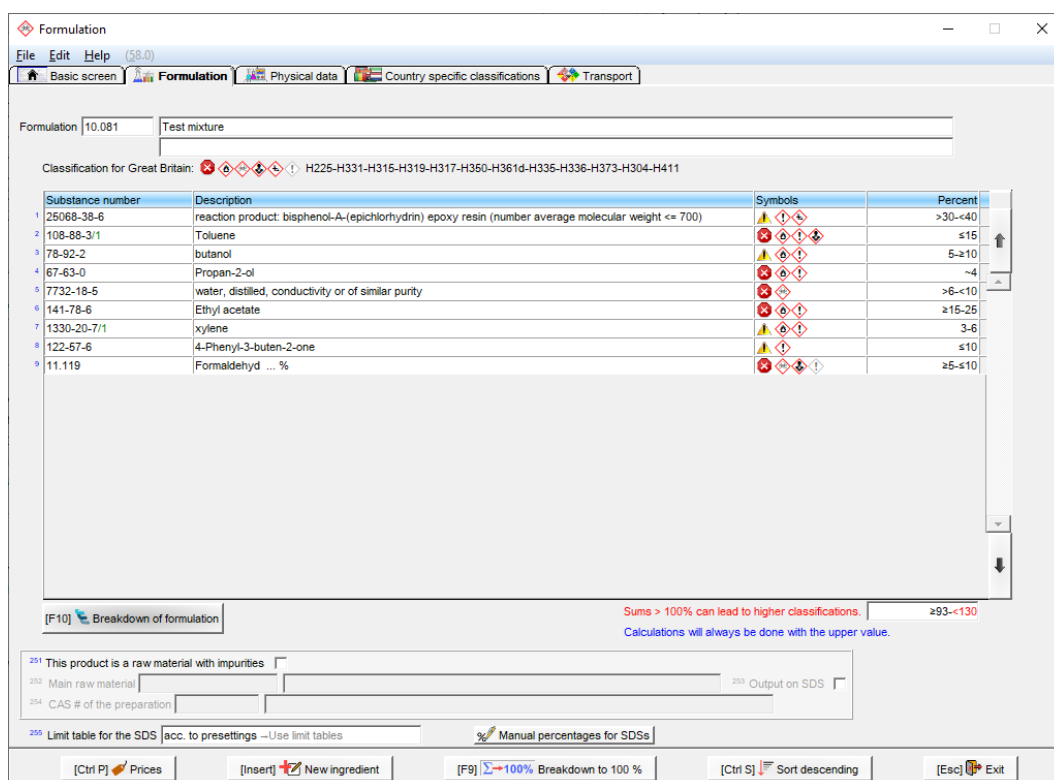 Formulation
File Edit Help (58.0)
Basic screen Formulation Physical data Country specific classifications Transport
Formulation 10.081 Test mixture
Classification for Great Britain: H225-H331-H315-H319-H317-H350-H361d-H335-H336-H373-H304-H411
Substance number Description Symbols Percent
1 25068-38-6 reaction product: bisphenol-A-(epichlorhydrin) epoxy resin (number average molecular weight <= 700) >30-<40
2 108-88-3/1 Toluene ≤15
3 78-92-2 butanol 5-≥10
4 67-63-0 Propan-2-ol ~4
5 7732-18-5 water, distilled, conductivity or of similar purity >6-<10
6 141-78-6 Ethyl acetate ≥15-25
7 1330-20-7/1 xylene 3-6
8 122-57-6 4-Phenyl-3-buten-2-one ≤10
9 11.119 Formaldehyd ... % ≥5-≤10
[F10] Breakdown of formulation
Sums > 100% can lead to higher classifications. ≥93-<130
Calculations will always be done with the upper value.
251 This product is a raw material with impurities
252 Main raw material 253 Output on SDS
254 CAS # of the preparation
255 Limit table for the SDS acc. to presettings →Use limit tables % Manual percentages for SDSs
[Ctrl P] Prices [Insert] New ingredient [F9] Σ→100% Breakdown to 100 % [Ctrl S] Sort descending [Esc] Exit